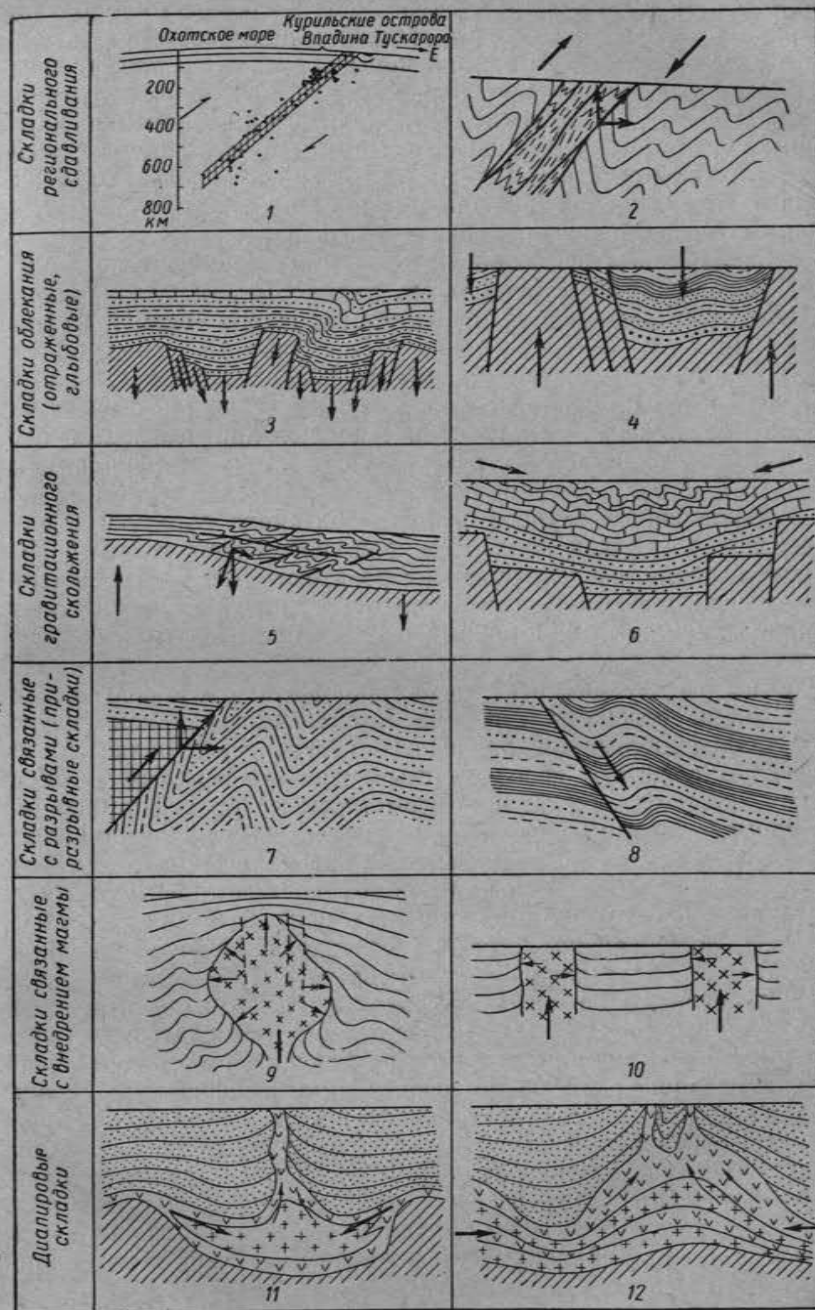 Складки
регионального
сдавливания
Охотское море
Курильские острова
Впадина Тускарора
E
200
400
600
800
км
1
2
Складки облекания
(отраженные,
глыбовые)
3
4
Складки
гравитационного
скольжения
5
6
Складки связанные
с разрывами (при-
разрывные складки)
7
8
Складки связанные
с внедрением магмы
9
10
Диапировые
складки
11
12